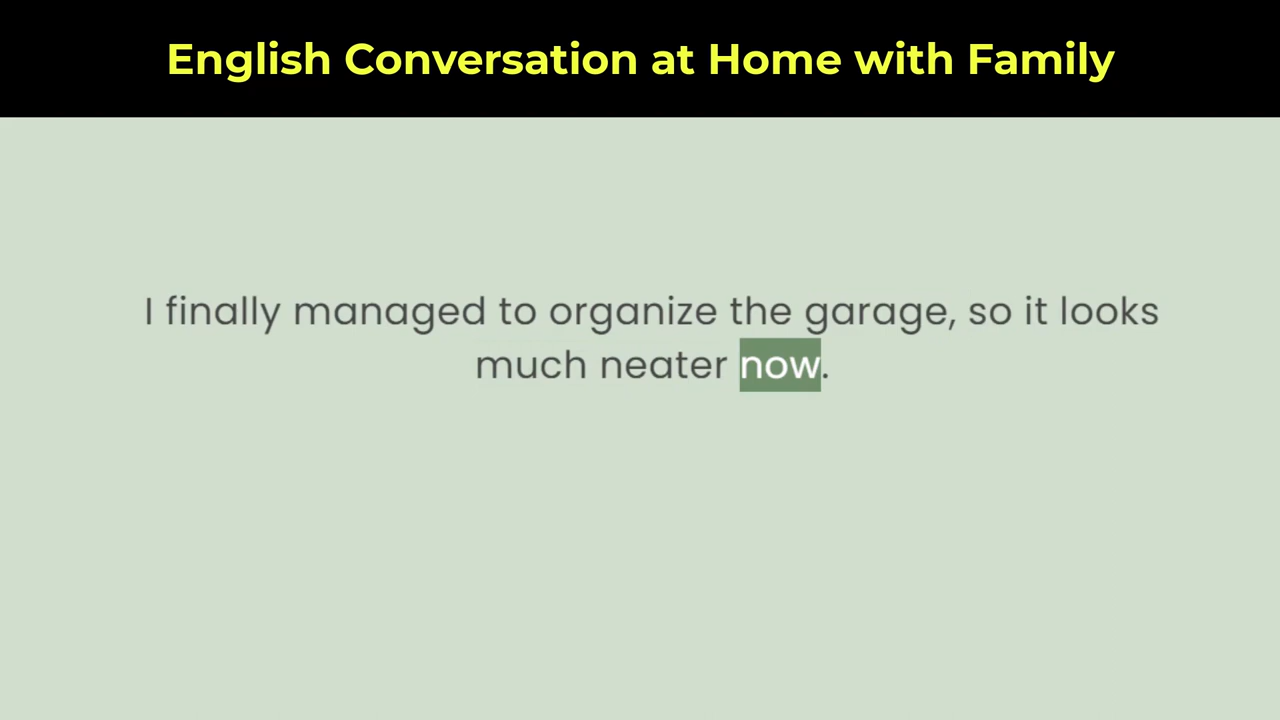 English Conversation at Home with Family
I finally managed to organize the garage, so it looks
much neater now.